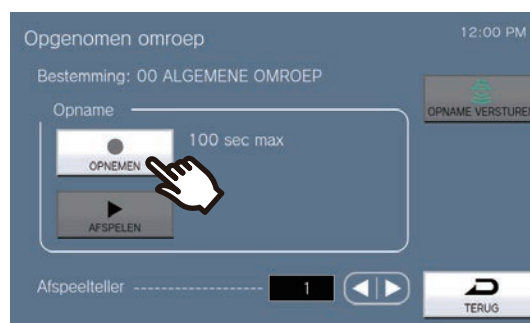 Opgenomen omroep
12:00 PM
Bestemming: 00 ALGEMENE OMROEP
OPNAME VERSTUREN
Opname
100 sec max
OPNEMEN
AFSPELEN
Afspeelteller ------------------- 1
TERUG